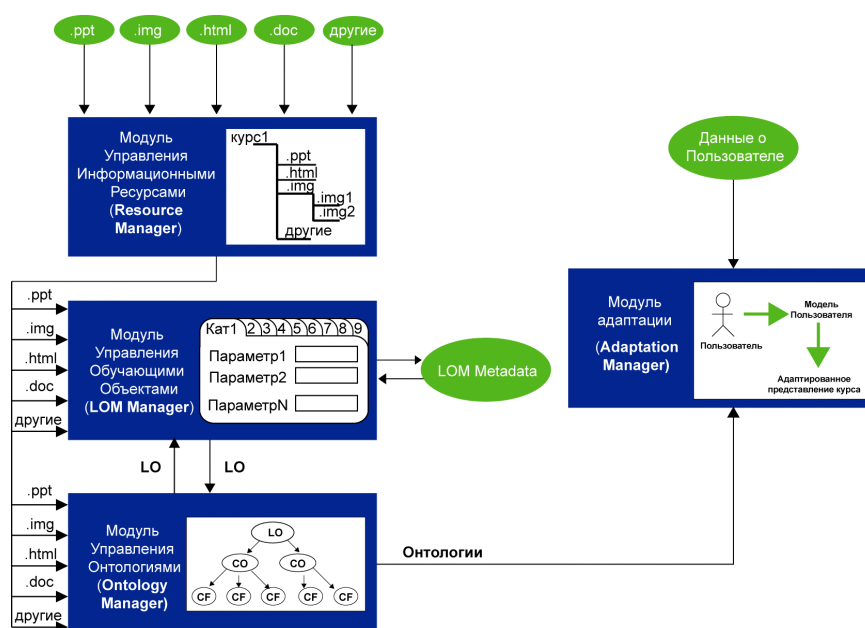 .ppt
.img
.html
.doc
другие
Модуль
Управления
Информационными
Ресурсами
(Resource
Manager)
курс1
.ppt
.html
.img
.img1
.img2
другие
Данные о
Пользователе
.ppt
.img
.html
.doc
другие
Модуль
Управления
Обучающими
Объектами
(LOM Manager)
Кат1 2 3 4 5 6 7 8 9
Параметр1
Параметр2
ПараметрN
LOM Metadata
Модуль
адаптации
(Adaptation
Manager)
Пользователь
Модель
Пользователя
Адаптированное
представление курса
LO
LO
.ppt
.img
.html
.doc
другие
Модуль
Управления
Онтологиями
(Ontology
Manager)
LO
CO CO
CF CF CF CF CF
Онтологии